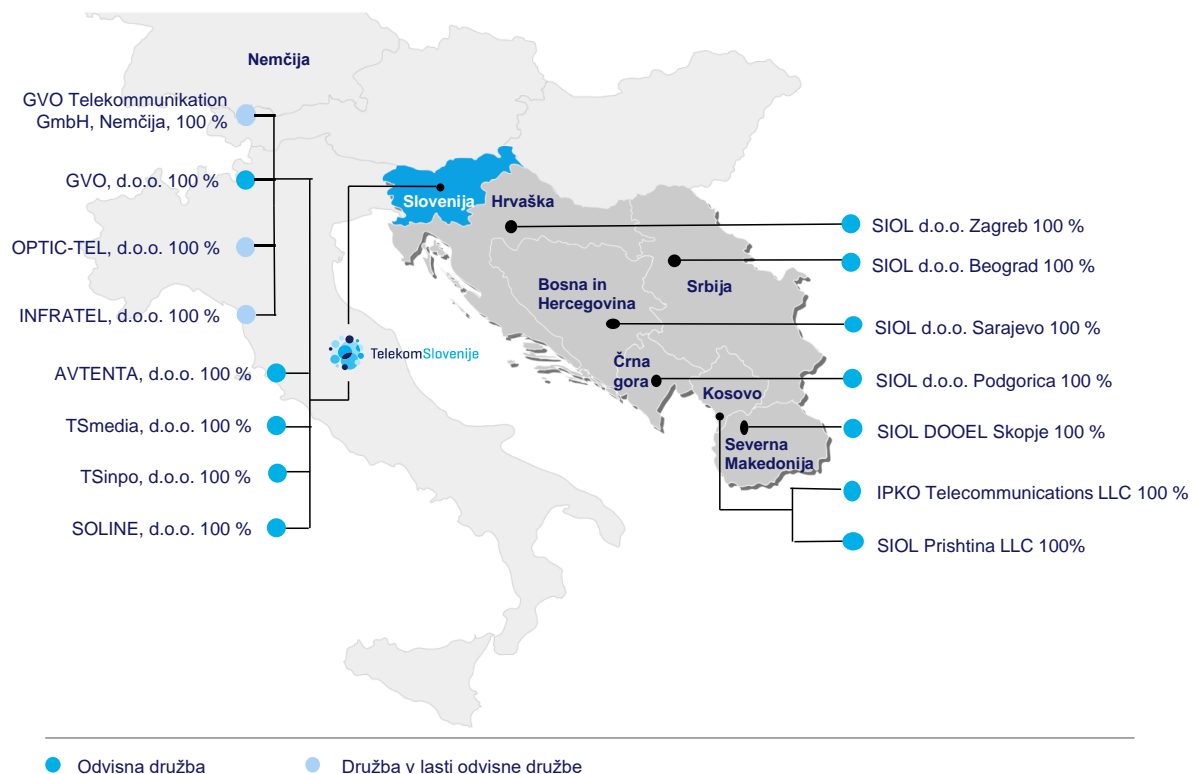 Nemčija
GVO Telekommunikation
GmbH, Nemčija, 100 %
GVO, d.o.o. 100 %
OPTIC-TEL, d.o.o. 100 %
INFRATEL, d.o.o. 100 %
AVTENTA, d.o.o. 100 %
TSmedia, d.o.o. 100 %
TSinpo, d.o.o. 100 %
SOLINE, d.o.o. 100 %
TelekomSlovenije
Slovenija
Hrvaška
Bosna in
Hercegovina
Srbija
Črna
gora
Kosovo
Severna
Makedonija
SIOL d.o.o. Zagreb 100 %
SIOL d.o.o. Beograd 100 %
SIOL d.o.o. Sarajevo 100 %
SIOL d.o.o. Podgorica 100 %
SIOL DOOEL Skopje 100 %
IPKO Telecommunications LLC 100 %
SIOL Prishtina LLC 100%
Odvisna družba
Družba v lasti odvisne družbe